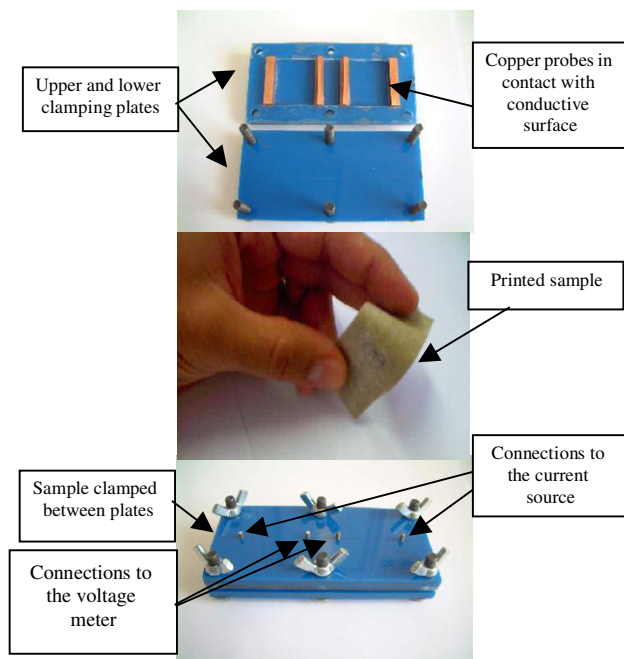 Upper and lower
clamping plates
Copper probes in
contact with
conductive
surface
Printed sample
Connections to
the current
source
Sample clamped
between plates
Connections to
the voltage
meter